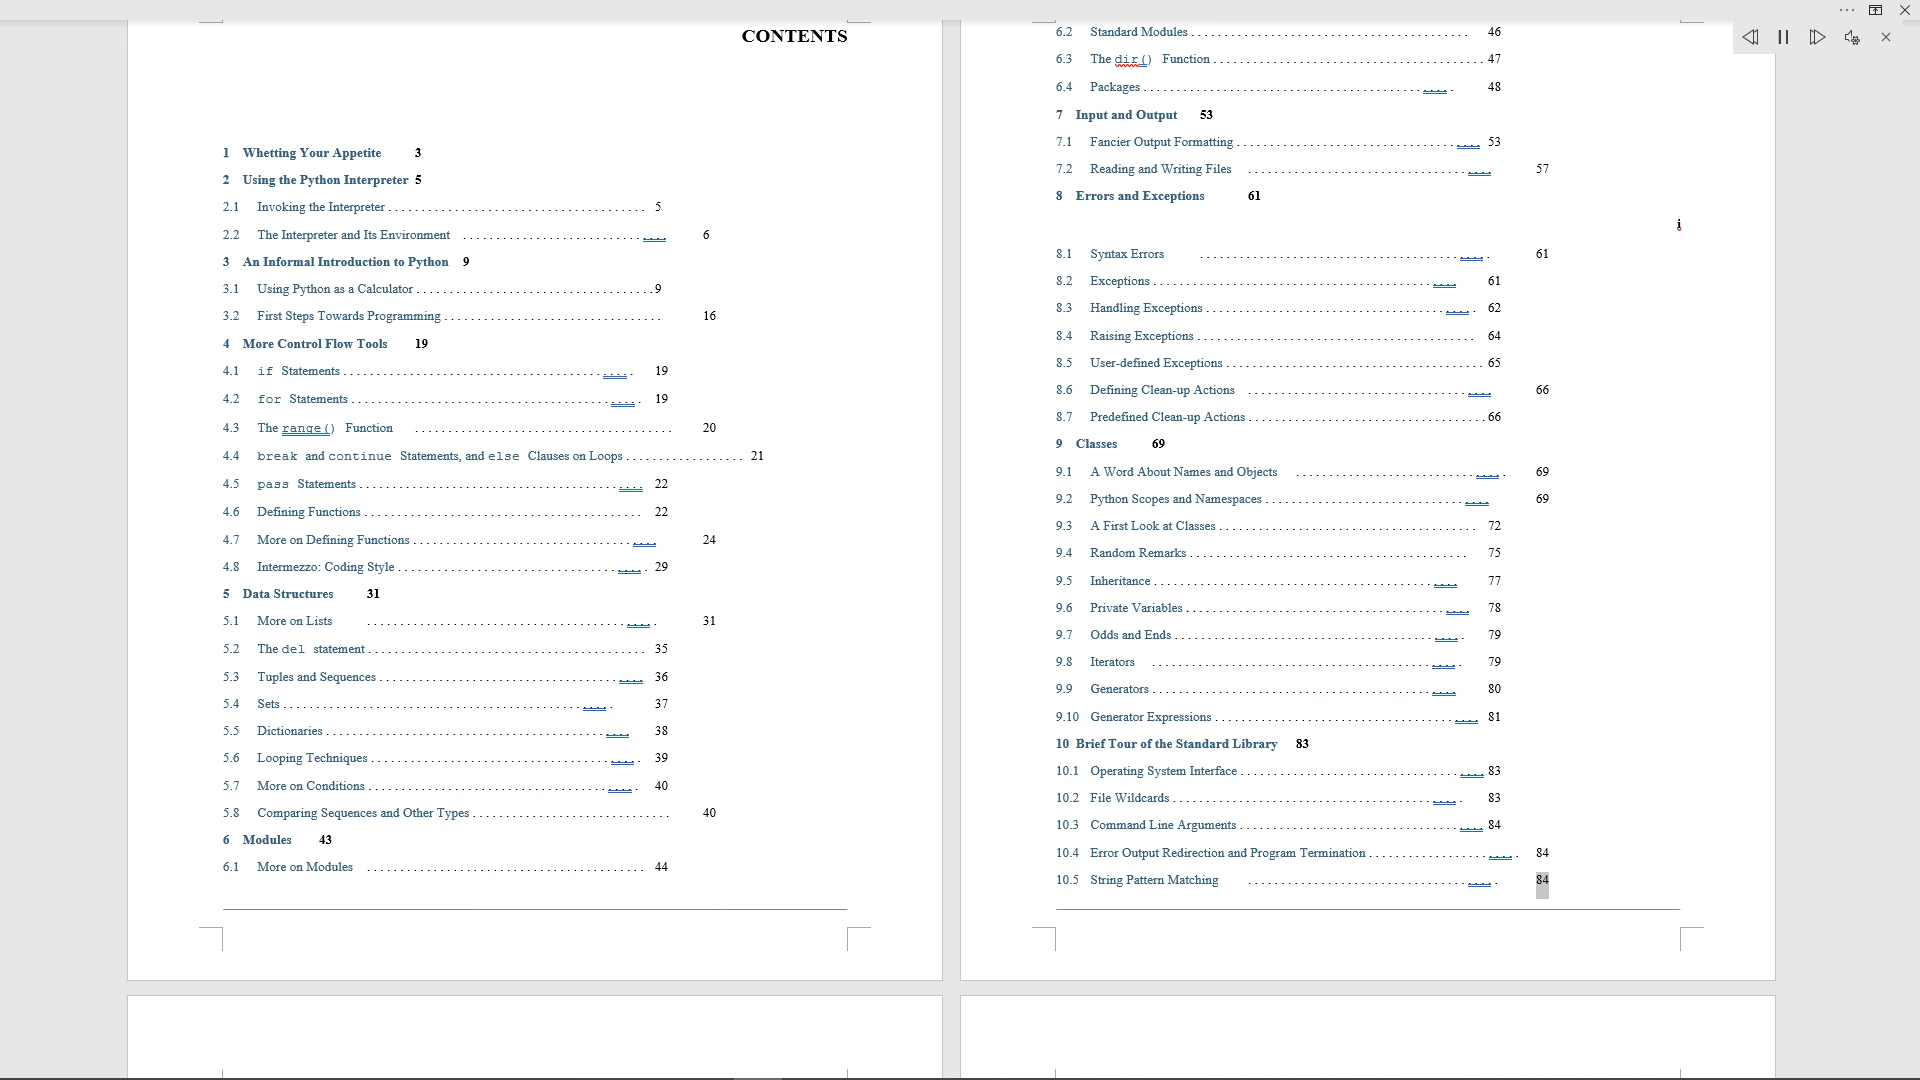 CONTENTS
1 Whetting Your Appetite 3
2 Using the Python Interpreter 5
2.1 Invoking the Interpreter . . . . . . . . . . . . . . . . . . . . 5
2.2 The Interpreter and Its Environment . . . . . . . . . . . . . . . . . . . . 6
3 An Informal Introduction to Python 9
3.1 Using Python as a Calculator . . . . . . . . . . . . . . . . . . . . 9
3.2 First Steps Towards Programming . . . . . . . . . . . . . . . . . . . . 16
4 More Control Flow Tools 19
4.1 if Statements . . . . . . . . . . . . . . . . . . . . 19
4.2 for Statements . . . . . . . . . . . . . . . . . . . . 19
4.3 The range() Function . . . . . . . . . . . . . . . . . . . . 20
4.4 break and continue Statements, and else Clauses on Loops . . . . . . . . . . . . . . . . . . 21
4.5 pass Statements . . . . . . . . . . . . . . . . . . . . 22
4.6 Defining Functions . . . . . . . . . . . . . . . . . . . . 22
4.7 More on Defining Functions . . . . . . . . . . . . . . . . . . . . 24
4.8 Intermezzo: Coding Style . . . . . . . . . . . . . . . . . . . . 29
5 Data Structures 31
5.1 More on Lists . . . . . . . . . . . . . . . . . . . . 31
5.2 The del statement . . . . . . . . . . . . . . . . . . . . 35
5.3 Tuples and Sequences . . . . . . . . . . . . . . . . . . . . 36
5.4 Sets . . . . . . . . . . . . . . . . . . . . 37
5.5 Dictionaries . . . . . . . . . . . . . . . . . . . . 38
5.6 Looping Techniques . . . . . . . . . . . . . . . . . . . . 39
5.7 More on Conditions . . . . . . . . . . . . . . . . . . . . 40
5.8 Comparing Sequences and Other Types . . . . . . . . . . . . . . . . . . . . 40
6 Modules 43
6.1 More on Modules . . . . . . . . . . . . . . . . . . . . 44
6.2 Standard Modules . . . . . . . . . . . . . . . . . . . . 46
6.3 The dir() Function . . . . . . . . . . . . . . . . . . . . 47
6.4 Packages . . . . . . . . . . . . . . . . . . . . 48
7 Input and Output 53
7.1 Fancier Output Formatting . . . . . . . . . . . . . . . . . . . . 53
7.2 Reading and Writing Files . . . . . . . . . . . . . . . . . . . . 57
8 Errors and Exceptions 61
i
8.1 Syntax Errors . . . . . . . . . . . . . . . . . . . . 61
8.2 Exceptions . . . . . . . . . . . . . . . . . . . . 61
8.3 Handling Exceptions . . . . . . . . . . . . . . . . . . . . 62
8.4 Raising Exceptions . . . . . . . . . . . . . . . . . . . . 64
8.5 User-defined Exceptions . . . . . . . . . . . . . . . . . . . . 65
8.6 Defining Clean-up Actions . . . . . . . . . . . . . . . . . . . . 66
8.7 Predefined Clean-up Actions . . . . . . . . . . . . . . . . . . . . 66
9 Classes 69
9.1 A Word About Names and Objects . . . . . . . . . . . . . . . . . . . . 69
9.2 Python Scopes and Namespaces . . . . . . . . . . . . . . . . . . . . 69
9.3 A First Look at Classes . . . . . . . . . . . . . . . . . . . . 72
9.4 Random Remarks . . . . . . . . . . . . . . . . . . . . 75
9.5 Inheritance . . . . . . . . . . . . . . . . . . . . 77
9.6 Private Variables . . . . . . . . . . . . . . . . . . . . 78
9.7 Odds and Ends . . . . . . . . . . . . . . . . . . . . 79
9.8 Iterators . . . . . . . . . . . . . . . . . . . . 79
9.9 Generators . . . . . . . . . . . . . . . . . . . . 80
9.10 Generator Expressions . . . . . . . . . . . . . . . . . . . . 81
10 Brief Tour of the Standard Library 83
10.1 Operating System Interface . . . . . . . . . . . . . . . . . . . . 83
10.2 File Wildcards . . . . . . . . . . . . . . . . . . . . 83
10.3 Command Line Arguments . . . . . . . . . . . . . . . . . . . . 84
10.4 Error Output Redirection and Program Termination . . . . . . . . . . . . . . . . . . . . 84
10.5 String Pattern Matching . . . . . . . . . . . . . . . . . . . . 84